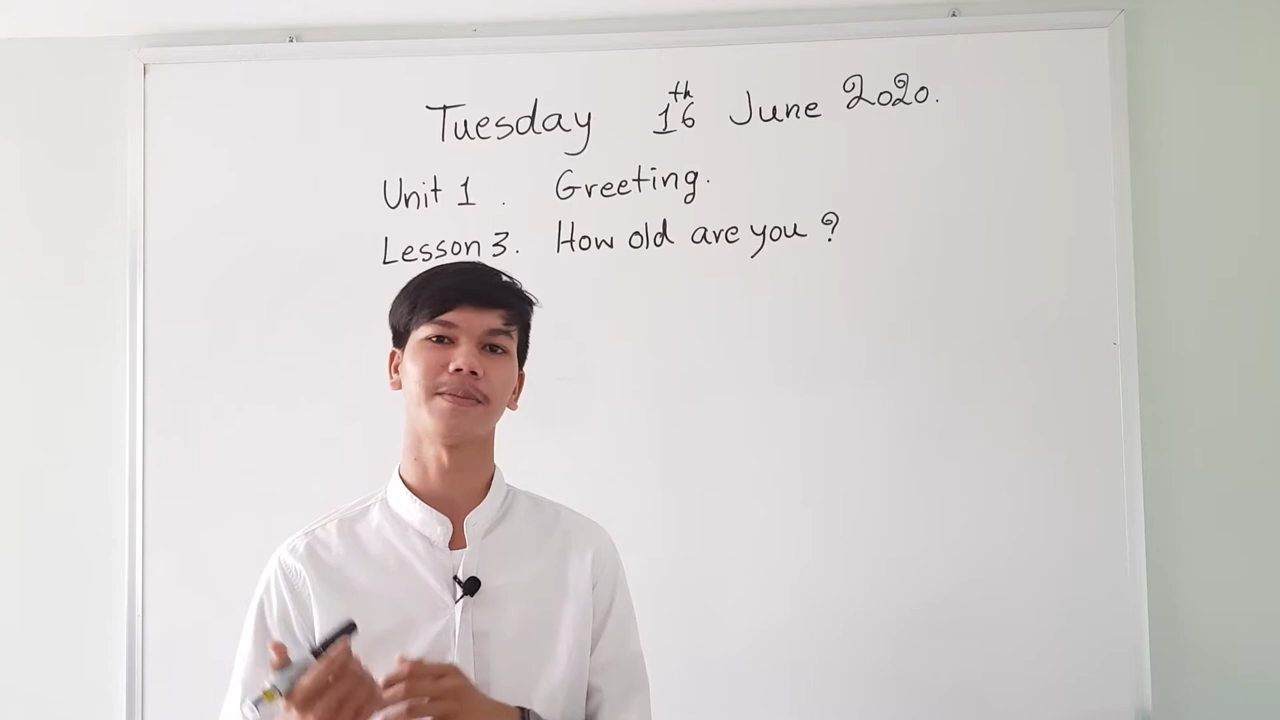 Tuesday 16th June 2020.
Unit 1. Greeting.
Lesson 3. How old are you?